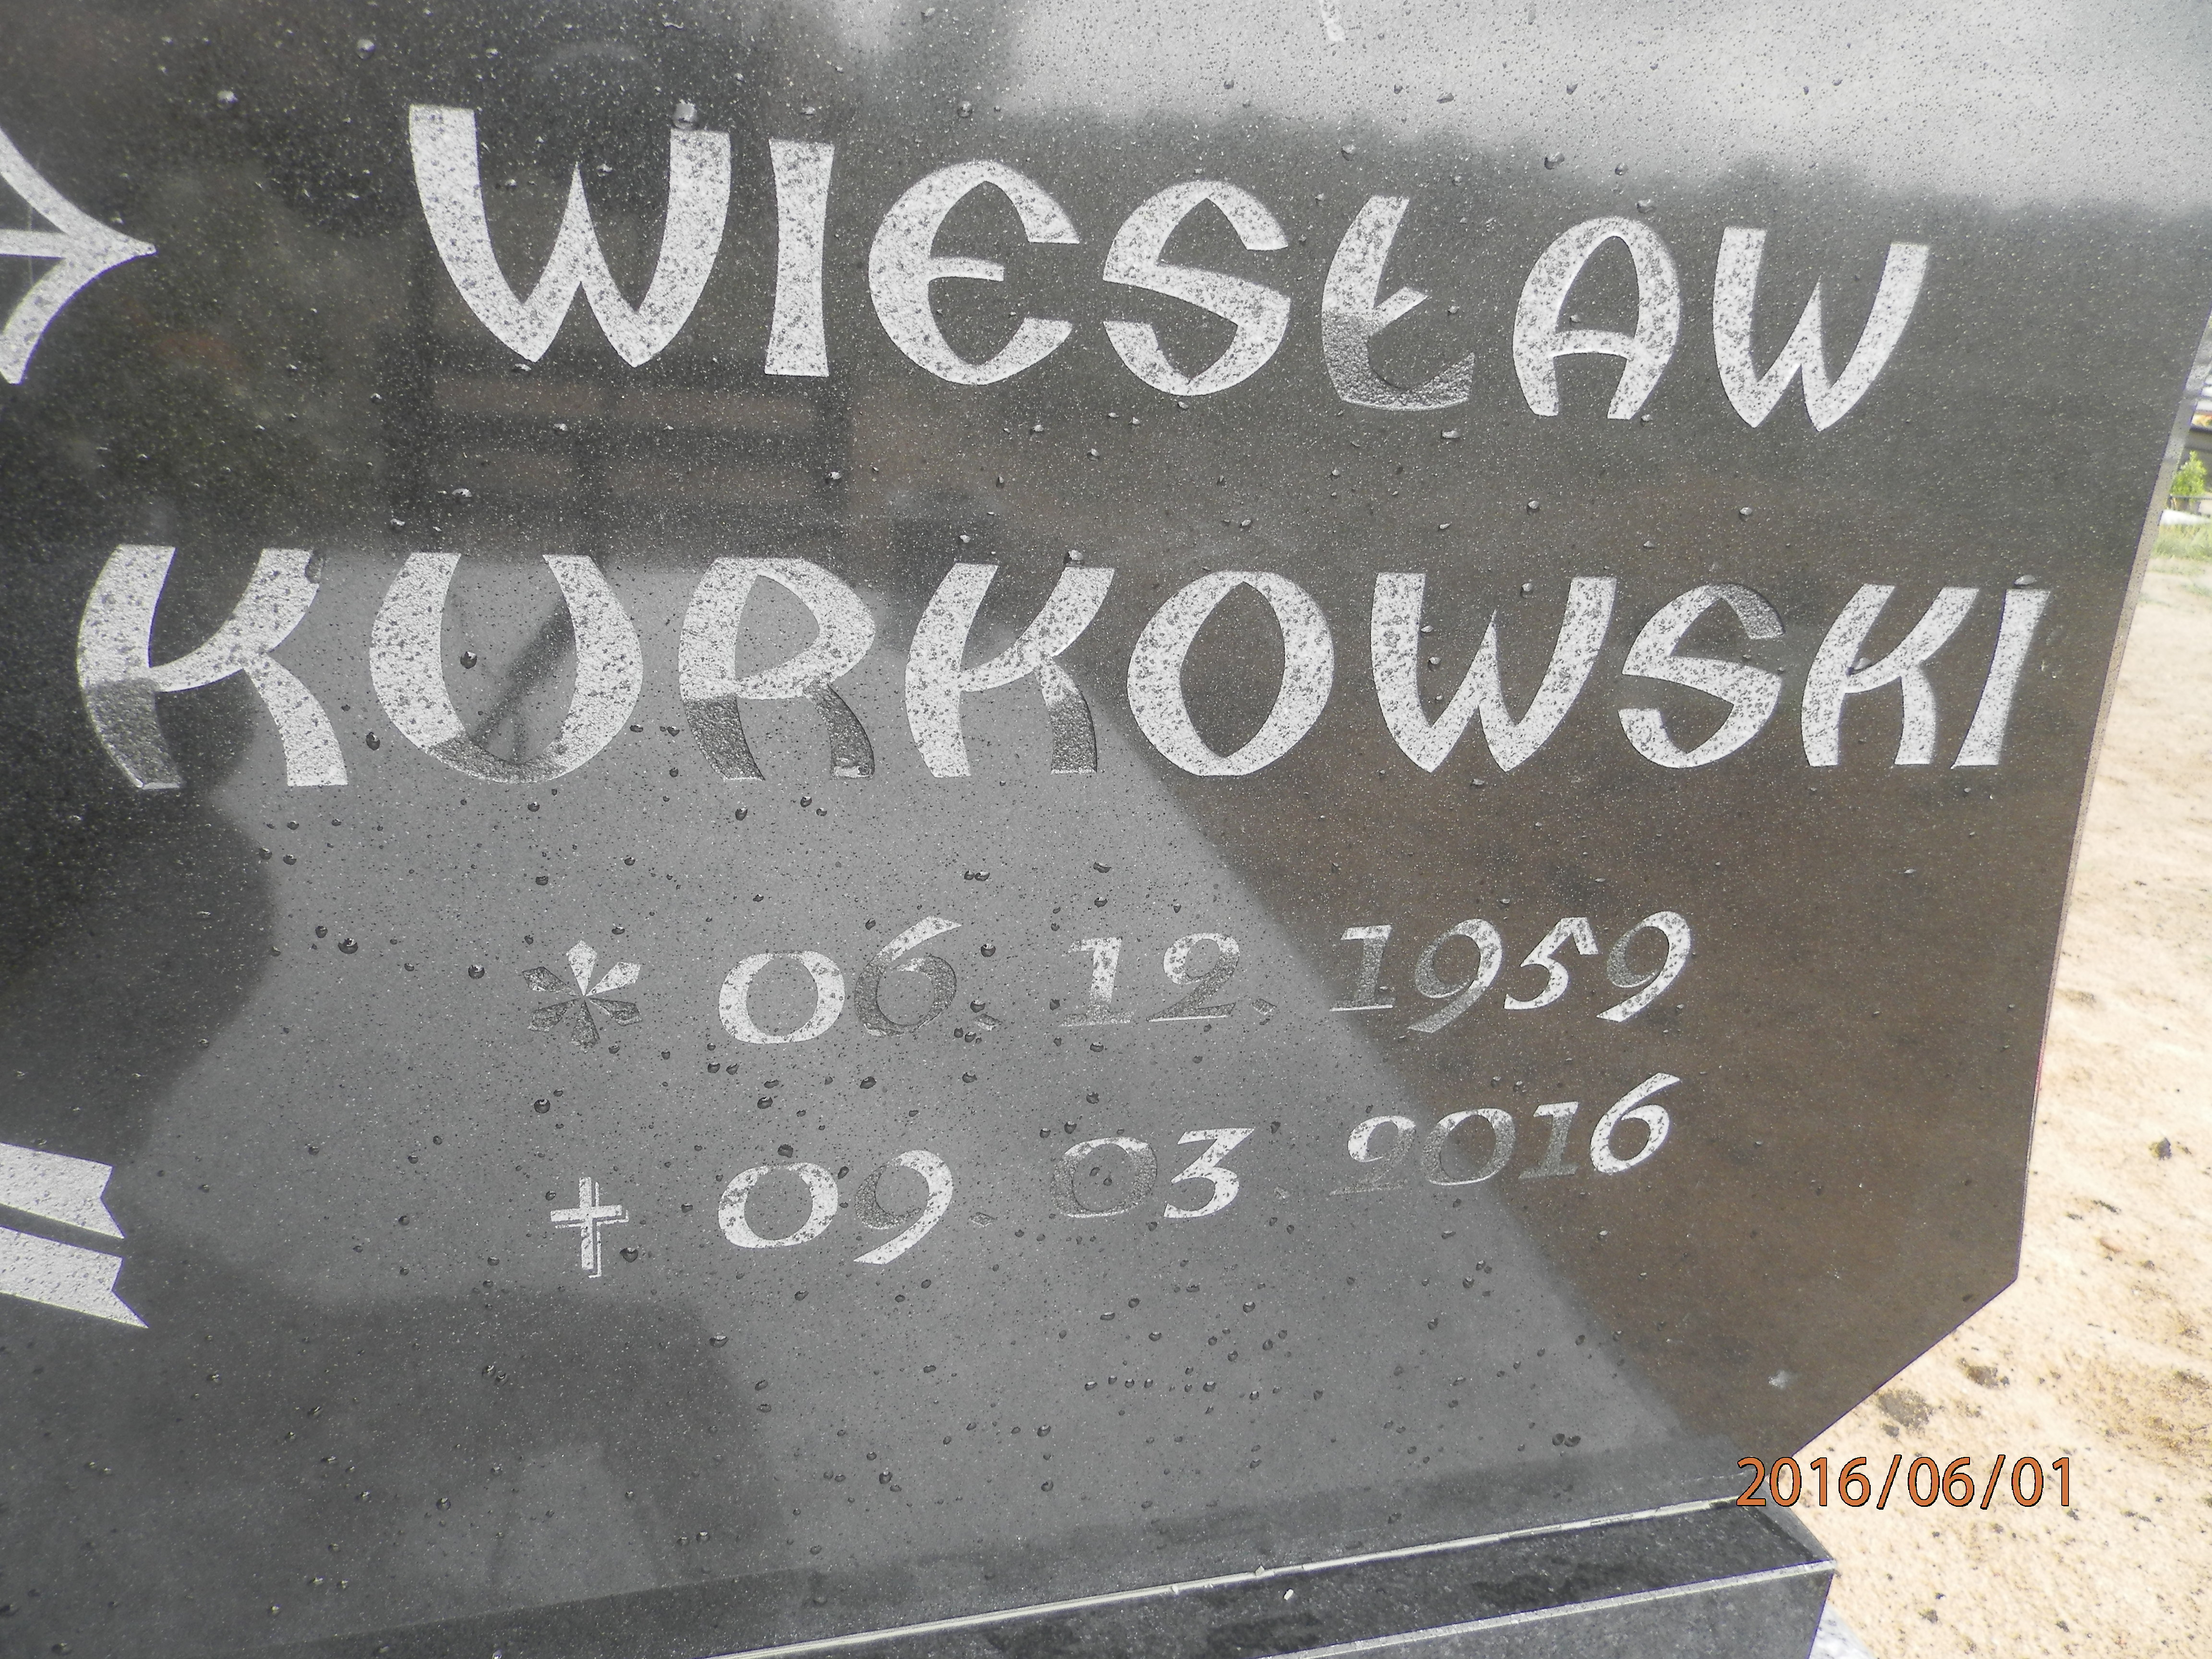 WIESŁAW
KURKOWSKI
* 06. 12. 1959
† 09. 03. 2016
2016/06/01